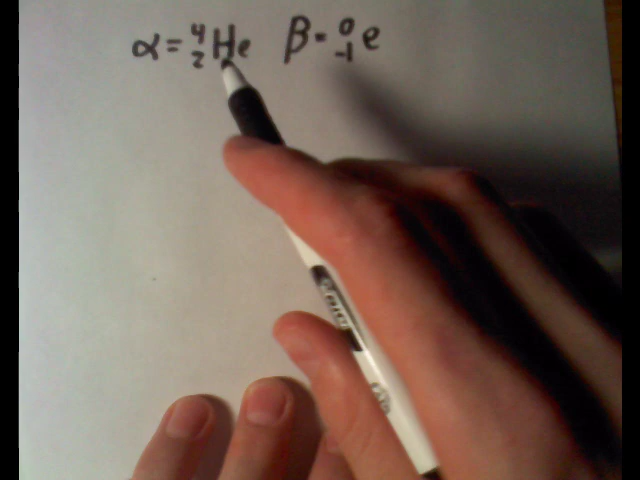 α = ⁴₂He β = ⁰₋₁e